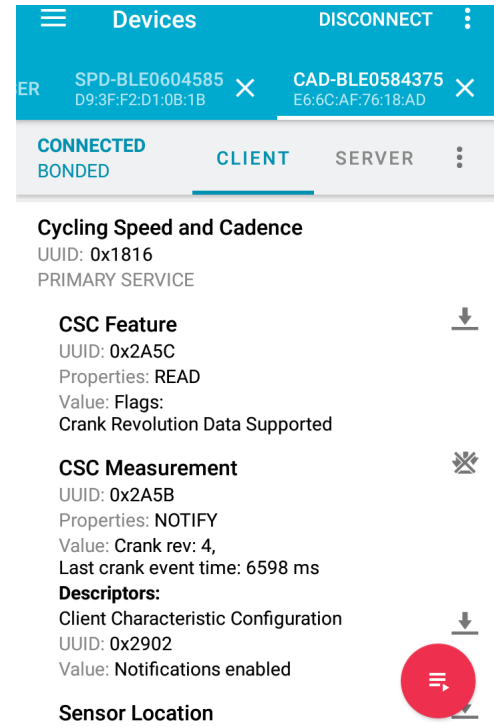 Devices DISCONNECT
ER SPD-BLE0604585 CAD-BLE0584375
D9:3F:F2:D1:0B:1B E6:6C:AF:76:18:AD
CONNECTED
BONDED
CLIENT SERVER
Cycling Speed and Cadence
UUID: 0x1816
PRIMARY SERVICE
CSC Feature
UUID: 0x2A5C
Properties: READ
Value: Flags:
Crank Revolution Data Supported
CSC Measurement
UUID: 0x2A5B
Properties: NOTIFY
Value: Crank rev: 4,
Last crank event time: 6598 ms
Descriptors:
Client Characteristic Configuration
UUID: 0x2902
Value: Notifications enabled
Sensor Location